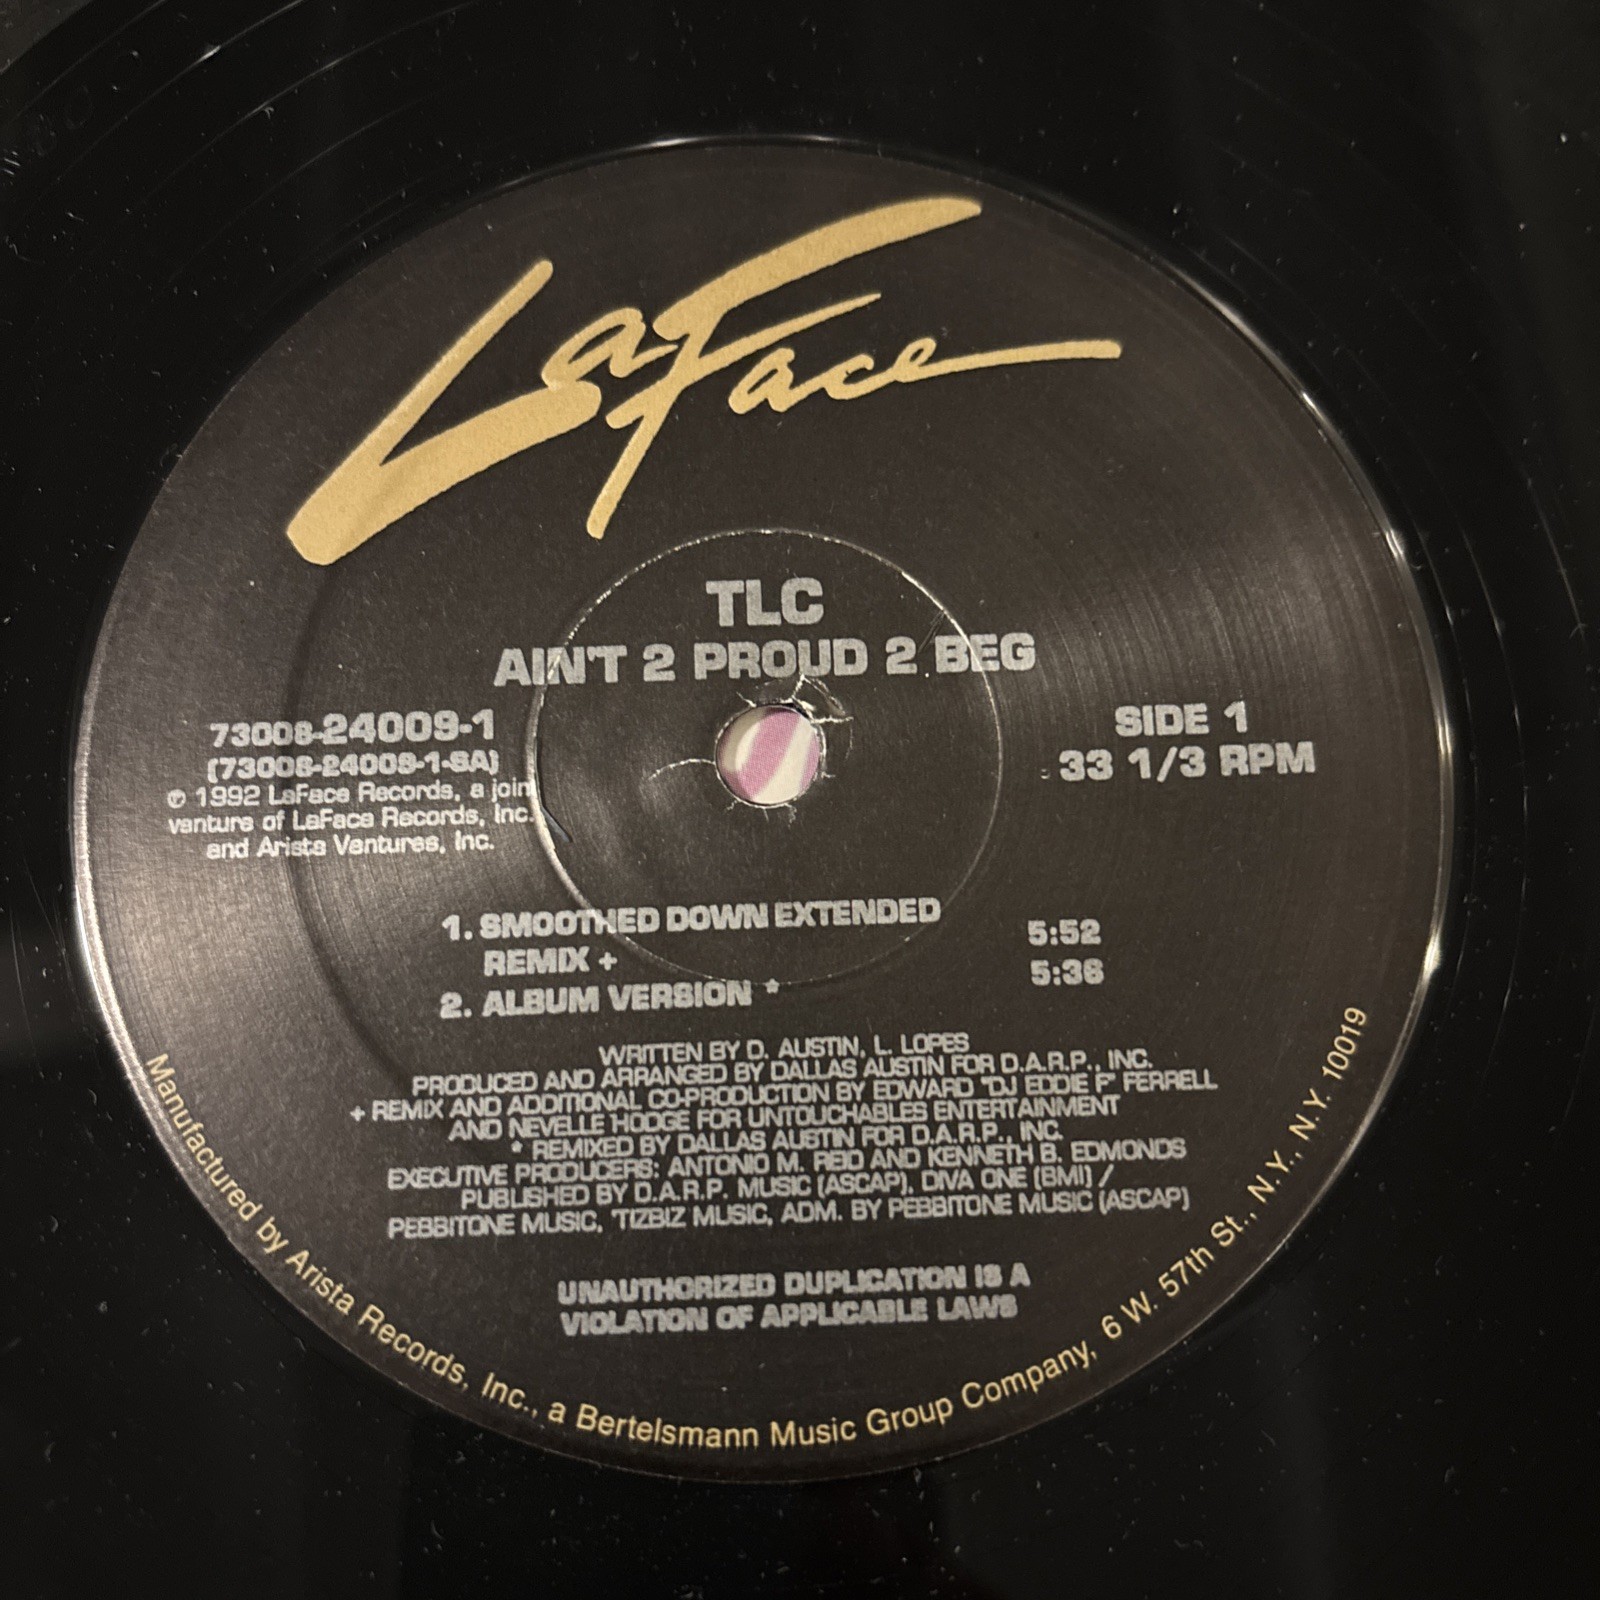 LaFace
TLC
AIN'T 2 PROUD 2 BEG
73008-24009-1
(73008-24009-1-SA)
℗ 1992 LaFace Records, a join
venture of LaFace Records, Inc.
and Arista Ventures, Inc.
SIDE 1
33 1/3 RPM
1. SMOOTHED DOWN EXTENDED
REMIX + 5:52
2. ALBUM VERSION * 5:36
WRITTEN BY D. AUSTIN, L. LOPES
PRODUCED AND ARRANGED BY DALLAS AUSTIN FOR D.A.R.P., INC.
+ REMIX AND ADDITIONAL CO-PRODUCTION BY EDWARD "DJ EDDIE F" FERRELL
AND NEVELLE HODGE FOR UNTOUCHABLES ENTERTAINMENT
* REMIXED BY DALLAS AUSTIN FOR D.A.R.P., INC.
EXECUTIVE PRODUCERS: ANTONIO M. REID AND KENNETH B. EDMONDS
PUBLISHED BY D.A.R.P. MUSIC (ASCAP), DIVA ONE (BMI) /
PEBBITONE MUSIC, 'TIZBIZ MUSIC, ADM. BY PEBBITONE MUSIC (ASCAP)
UNAUTHORIZED DUPLICATION IS A
VIOLATION OF APPLICABLE LAWS
Manufactured by Arista Records, Inc., a Bertelsmann Music Group Company, 6 W. 57th St., N.Y., N.Y. 10019